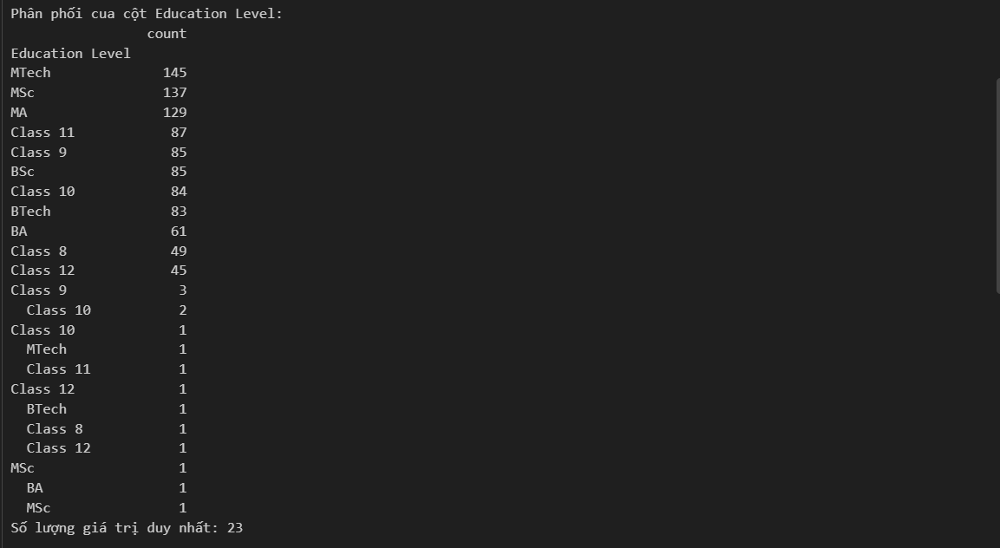 Phân phối cua cột Education Level:
                 count
Education Level
MTech              145
MSc                137
MA                 129
Class 11            87
Class 9             85
BSc                 85
Class 10            84
BTech               83
BA                  61
Class 8             49
Class 12            45
Class 9              3
  Class 10           2
Class 10             1
  MTech              1
  Class 11           1
Class 12             1
  BTech              1
  Class 8            1
  Class 12           1
MSc                  1
  BA                 1
  MSc                1
Số lượng giá trị duy nhất: 23